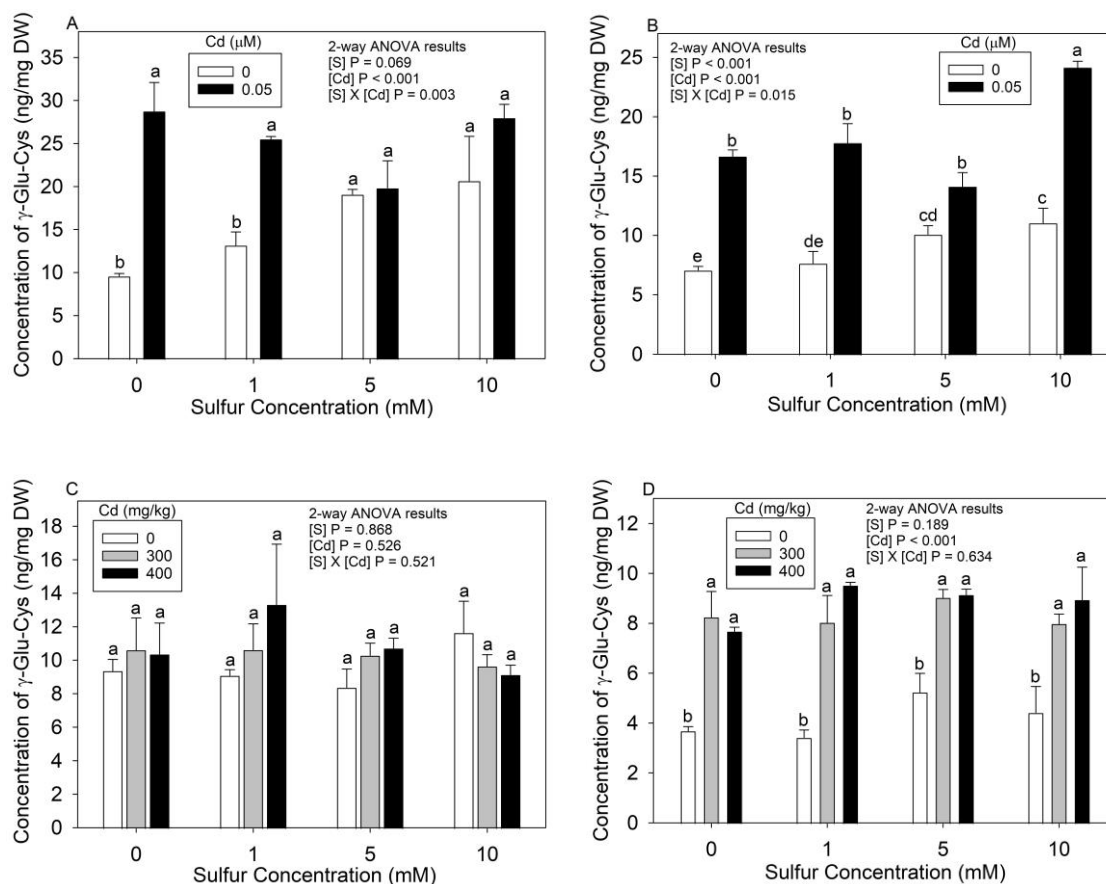 A
Cd (μM)
0
0.05
2-way ANOVA results
[S] P = 0.069
[Cd] P < 0.001
[S] X [Cd] P = 0.003
Concentration of γ-Glu-Cys (ng/mg DW)
35
30
25
20
15
10
5
0
b a b a a a a a
0 1 5 10
Sulfur Concentration (mM)
B
2-way ANOVA results
[S] P < 0.001
[Cd] P < 0.001
[S] X [Cd] P = 0.015
Cd (μM)
0
0.05
Concentration of γ-Glu-Cys (ng/mg DW)
25
20
15
10
5
0
e b de b cd b c a
0 1 5 10
Sulfur Concentration (mM)
C
Cd (mg/kg)
0
300
400
2-way ANOVA results
[S] P = 0.868
[Cd] P = 0.526
[S] X [Cd] P = 0.521
Concentration of γ-Glu-Cys (ng/mg DW)
18
16
14
12
10
8
6
4
2
0
a a a a a a a a a a a a
0 1 5 10
Sulfur Concentration (mM)
D
Cd (mg/kg)
0
300
400
2-way ANOVA results
[S] P = 0.189
[Cd] P < 0.001
[S] X [Cd] P = 0.634
Concentration of γ-Glu-Cys (ng/mg DW)
12
10
8
6
4
2
0
b a a b a a b a a b a a
0 1 5 10
Sulfur Concentration (mM)